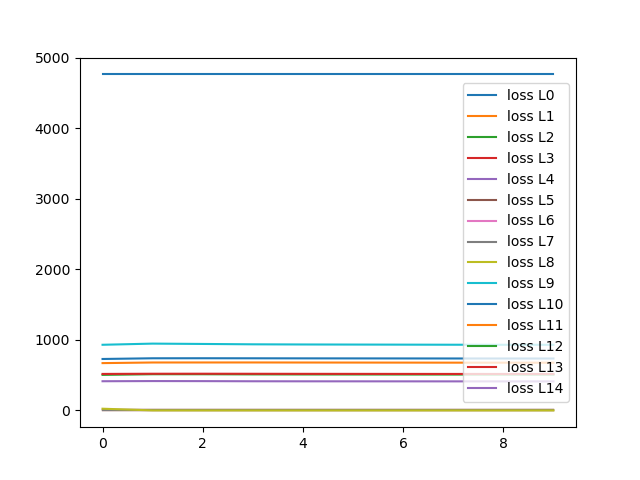 5000
4000
3000
2000
1000
0
0
2
4
6
8
loss L0
loss L1
loss L2
loss L3
loss L4
loss L5
loss L6
loss L7
loss L8
loss L9
loss L10
loss L11
loss L12
loss L13
loss L14